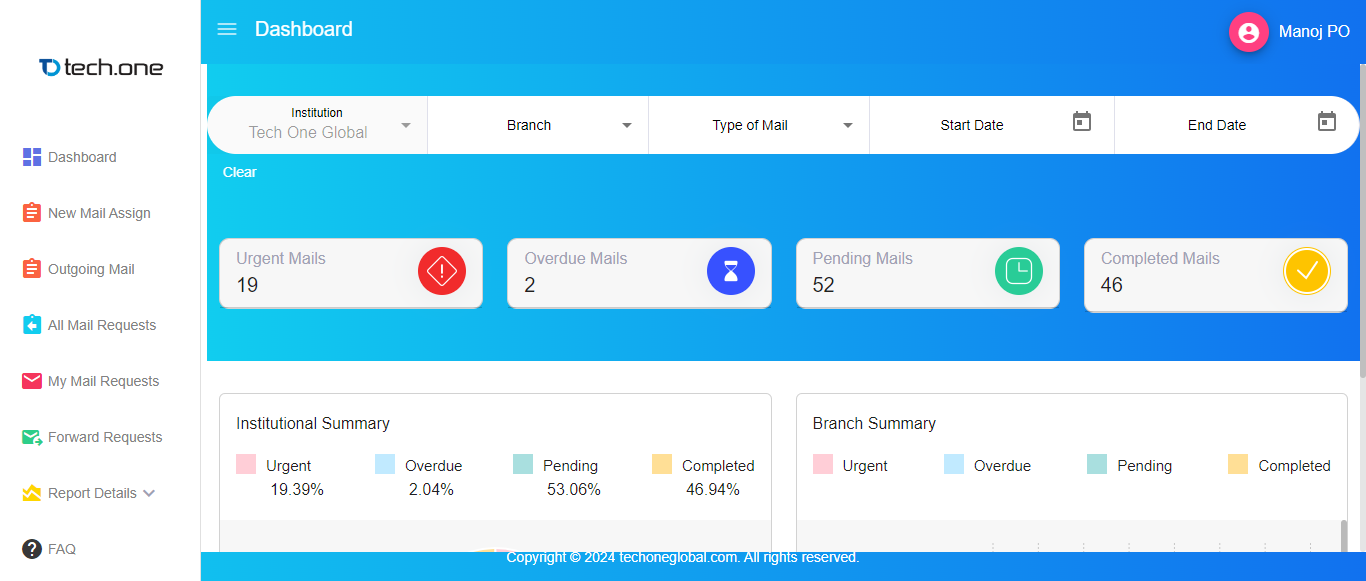 Dashboard
Manoj PO
tech.one
Institution
Tech One Global
Branch
Type of Mail
Start Date
End Date
Clear
Dashboard
New Mail Assign
Outgoing Mail
All Mail Requests
My Mail Requests
Forward Requests
Report Details
FAQ
Urgent Mails
19
Overdue Mails
2
Pending Mails
52
Completed Mails
46
Institutional Summary
Urgent
19.39%
Overdue
2.04%
Pending
53.06%
Completed
46.94%
Branch Summary
Urgent
Overdue
Pending
Completed
Copyright © 2024 techoneglobal.com. All rights reserved.